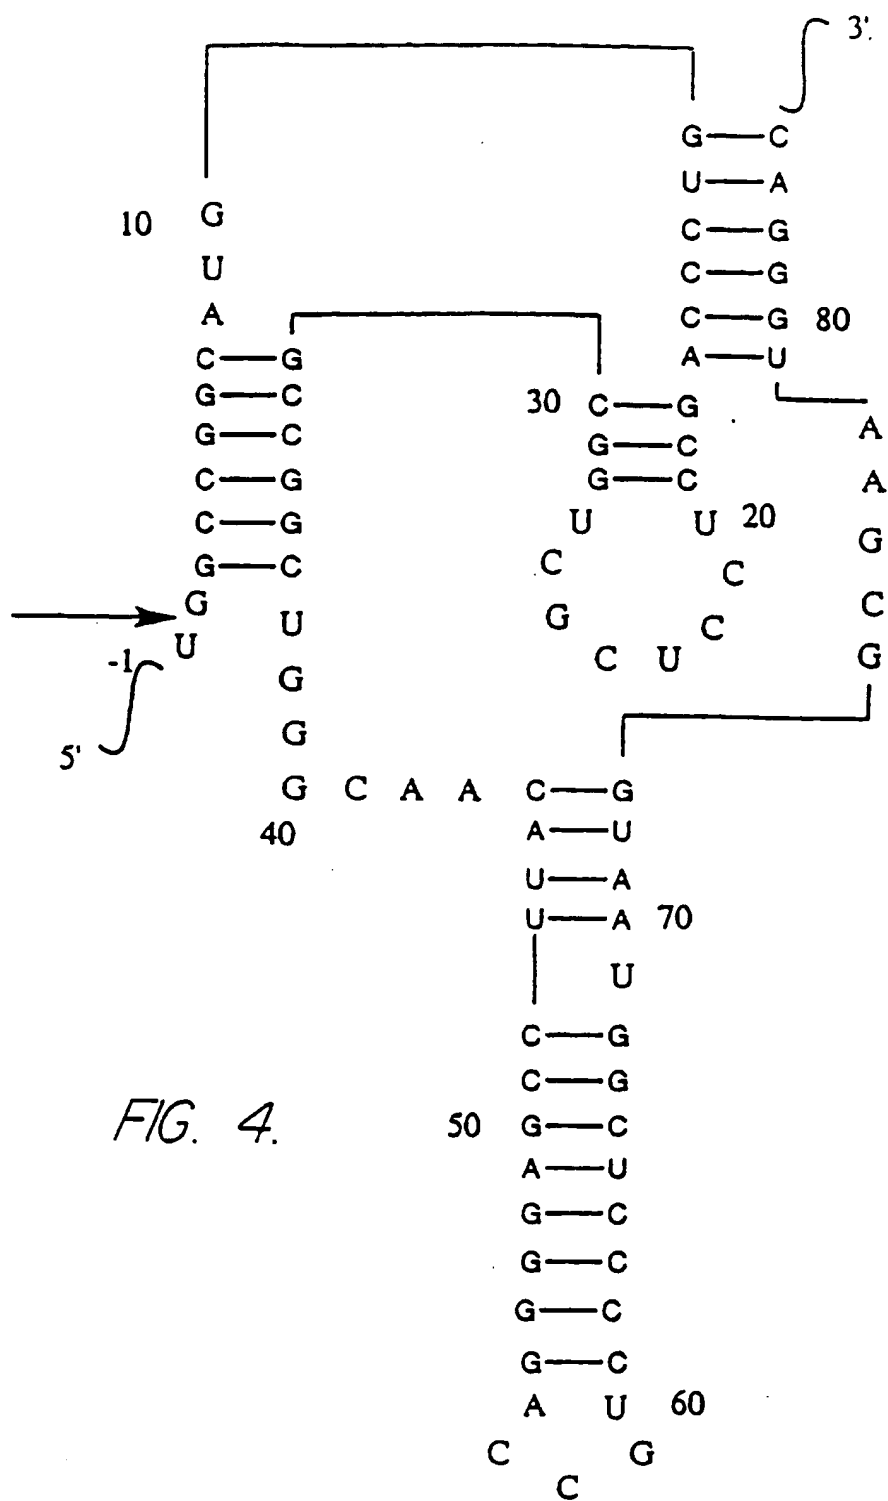 3'.
G C
U A
C G
10 G C G
U C G 80
A A U
C G 30 C G A
G C G C A
G C G C G
C G U U 20 C
C G C C G
G C G C
G U C U
-1 U G
5' G
G C A A C G
40 A U
U A
U A 70
U
C G
C G
FIG. 4. 50 G C
A U
G C
G C
G C
G C
A U 60
C G
C